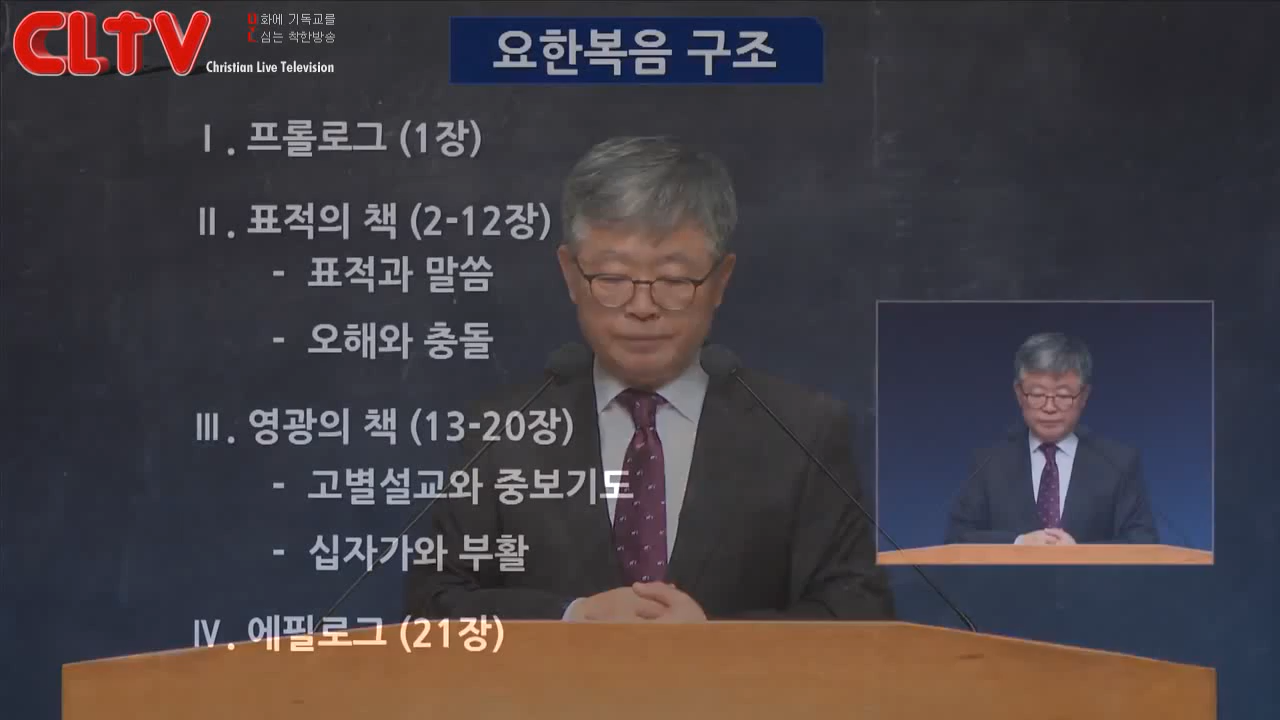 CLTV
문화에 기독교를
심는 착한방송
Christian Live Television
요한복음 구조
Ⅰ. 프롤로그 (1장)
Ⅱ. 표적의 책 (2-12장)
- 표적과 말씀
- 오해와 충돌
Ⅲ. 영광의 책 (13-20장)
- 고별설교와 중보기도
- 십자가와 부활
Ⅳ. 에필로그 (21장)